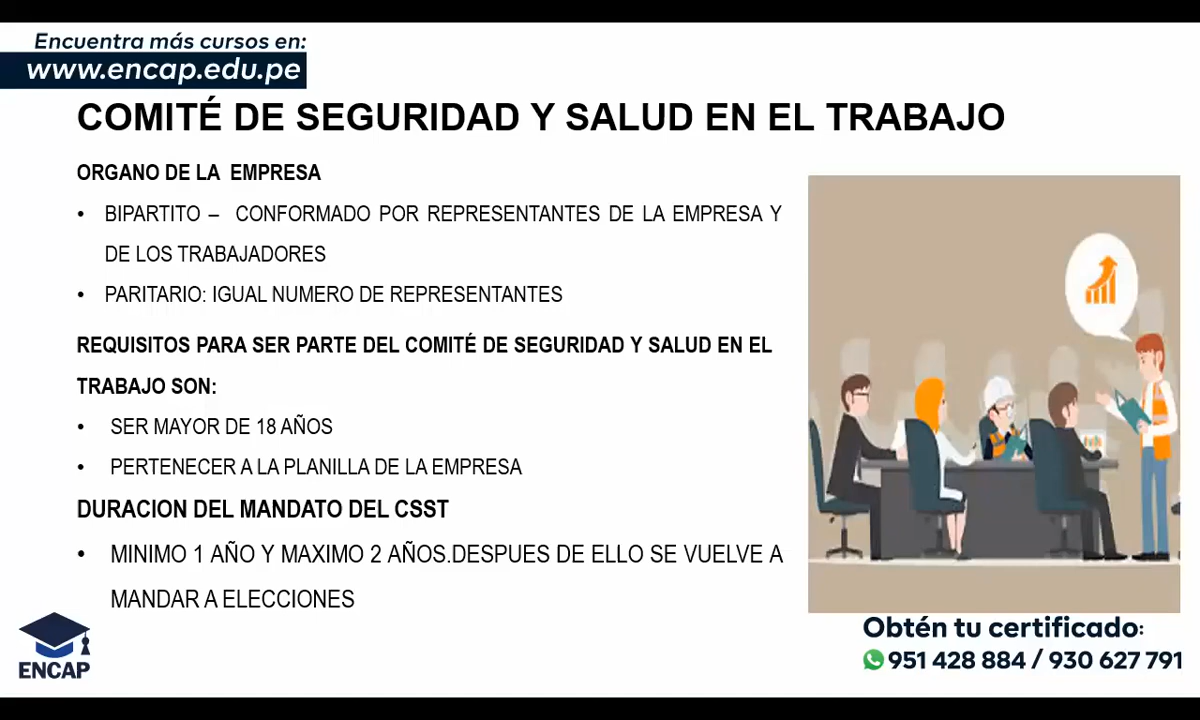 Encuentra más cursos en:
www.encap.edu.pe
COMITÉ DE SEGURIDAD Y SALUD EN EL TRABAJO
ORGANO DE LA EMPRESA
• BIPARTITO – CONFORMADO POR REPRESENTANTES DE LA EMPRESA Y
DE LOS TRABAJADORES
• PARITARIO: IGUAL NUMERO DE REPRESENTANTES
REQUISITOS PARA SER PARTE DEL COMITÉ DE SEGURIDAD Y SALUD EN EL
TRABAJO SON:
• SER MAYOR DE 18 AÑOS
• PERTENECER A LA PLANILLA DE LA EMPRESA
DURACION DEL MANDATO DEL CSST
• MINIMO 1 AÑO Y MAXIMO 2 AÑOS.DESPUES DE ELLO SE VUELVE A
MANDAR A ELECCIONES
ENCAP
Obtén tu certificado:
951 428 884 / 930 627 791